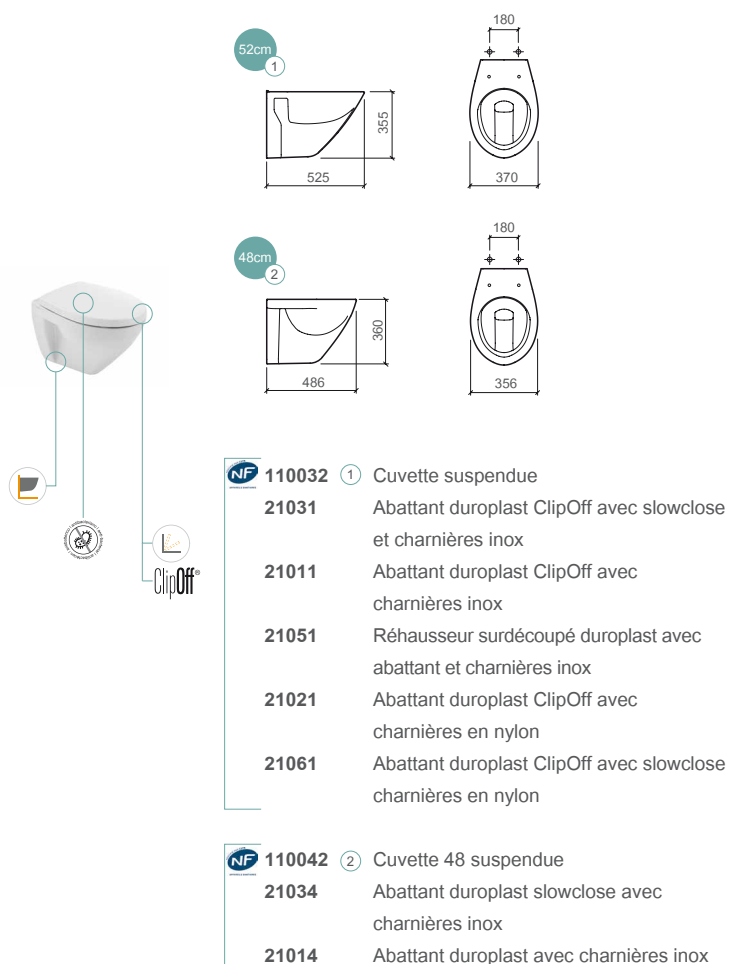 180
52cm
1
355
525
370
180
48cm
2
360
486
356
ClipOff®
NF 110032 1 Cuvette suspendue
21031 Abattant duroplast ClipOff avec slowclose
et charnières inox
21011 Abattant duroplast ClipOff avec
charnières inox
21051 Réhausseur surdécoupé duroplast avec
abattant et charnières inox
21021 Abattant duroplast ClipOff avec
charnières en nylon
21061 Abattant duroplast ClipOff avec slowclose
charnières en nylon
NF 110042 2 Cuvette 48 suspendue
21034 Abattant duroplast slowclose avec
charnières inox
21014 Abattant duroplast avec charnières inox